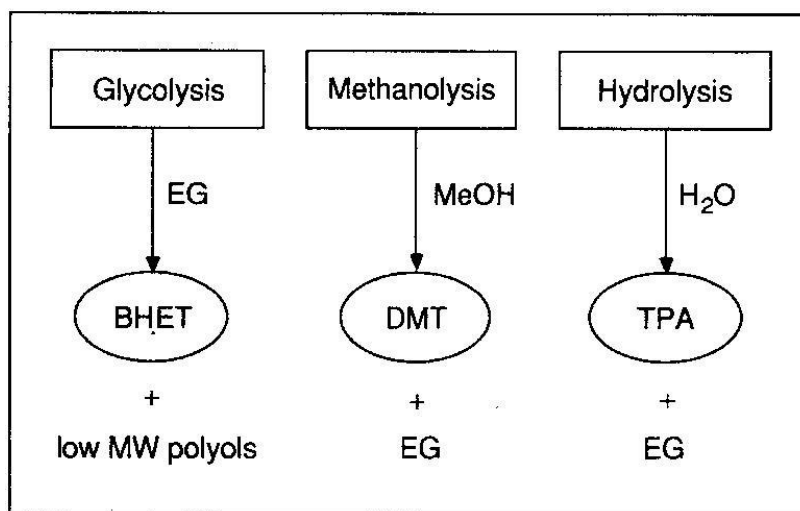 Glycolysis
Methanolysis
Hydrolysis
EG
MeOH
H₂O
BHET
DMT
TPA
+
+
+
low MW polyols
EG
EG